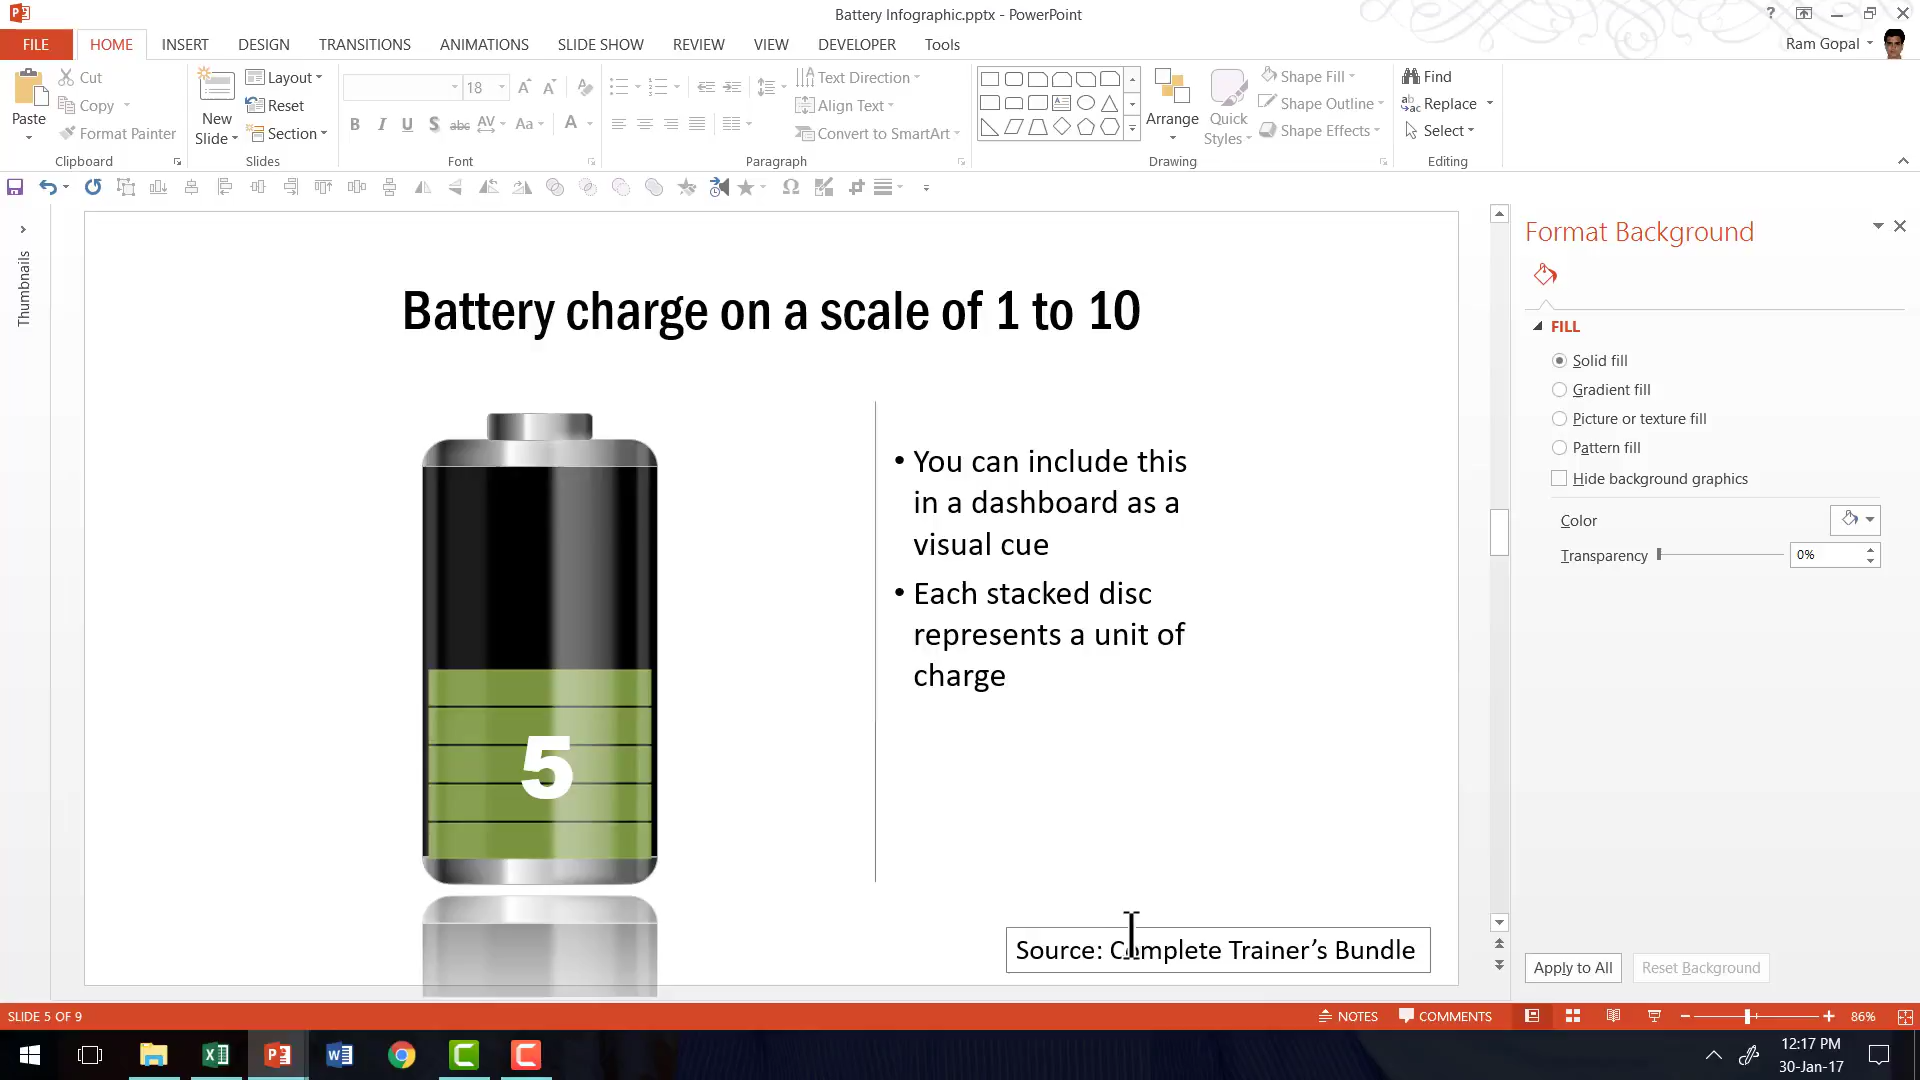 Battery Infographic.pptx - PowerPoint
FILE HOME INSERT DESIGN TRANSITIONS ANIMATIONS SLIDE SHOW REVIEW VIEW DEVELOPER Tools
Ram Gopal
Paste
Cut
Copy
Format Painter
Clipboard
New
Slide
Layout
Reset
Section
Slides
18
B I U S abc AV Aa A
Font
Text Direction
Align Text
Convert to SmartArt
Paragraph
Arrange
Quick
Styles
Shape Fill
Shape Outline
Shape Effects
Drawing
Find
Replace
Select
Editing
Thumbnails
Battery charge on a scale of 1 to 10
5
• You can include this
in a dashboard as a
visual cue
• Each stacked disc
represents a unit of
charge
Source: Complete Trainer’s Bundle
Format Background
FILL
Solid fill
Gradient fill
Picture or texture fill
Pattern fill
Hide background graphics
Color
Transparency
0%
Apply to All
Reset Background
SLIDE 5 OF 9
NOTES
COMMENTS
86%
12:17 PM
30-Jan-17